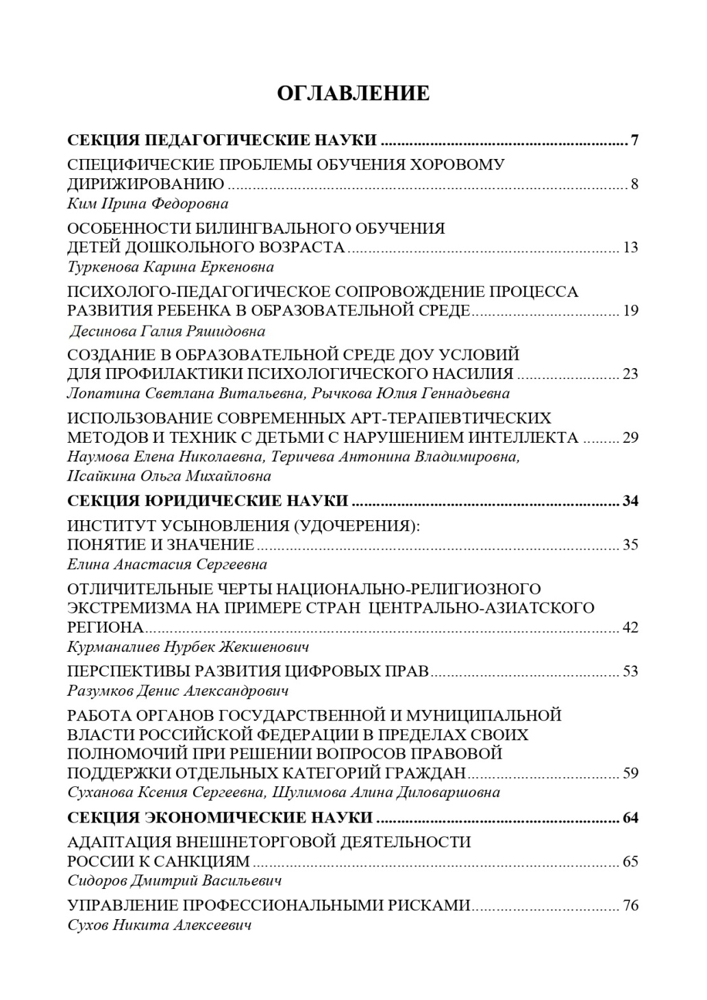 ОГЛАВЛЕНИЕ
СЕКЦИЯ ПЕДАГОГИЧЕСКИЕ НАУКИ ............................................................ 7
СПЕЦИФИЧЕСКИЕ ПРОБЛЕМЫ ОБУЧЕНИЯ ХОРОВОМУ
ДИРИЖИРОВАНИЮ ................................................................................ 8
Ким Ирина Федоровна
ОСОБЕННОСТИ БИЛИНГВАЛЬНОГО ОБУЧЕНИЯ
ДЕТЕЙ ДОШКОЛЬНОГО ВОЗРАСТА ...................................................... 13
Туркенова Карина Еркеновна
ПСИХОЛОГО-ПЕДАГОГИЧЕСКОЕ СОПРОВОЖДЕНИЕ ПРОЦЕССА
РАЗВИТИЯ РЕБЕНКА В ОБРАЗОВАТЕЛЬНОЙ СРЕДЕ.............................. 19
Десинова Галия Ряшидовна
СОЗДАНИЕ В ОБРАЗОВАТЕЛЬНОЙ СРЕДЕ ДОУ УСЛОВИЙ
ДЛЯ ПРОФИЛАКТИКИ ПСИХОЛОГИЧЕСКОГО НАСИЛИЯ ..................... 23
Лопатина Светлана Витальевна, Рычкова Юлия Геннадьевна
ИСПОЛЬЗОВАНИЕ СОВРЕМЕННЫХ АРТ-ТЕРАПЕВТИЧЕСКИХ
МЕТОДОВ И ТЕХНИК С ДЕТЬМИ С НАРУШЕНИЕМ ИНТЕЛЛЕКТА ........ 29
Наумова Елена Николаевна, Теричева Антонина Владимировна,
Исайкина Ольга Михайловна
СЕКЦИЯ ЮРИДИЧЕСКИЕ НАУКИ ................................................................. 34
ИНСТИТУТ УСЫНОВЛЕНИЯ (УДОЧЕРЕНИЯ):
ПОНЯТИЕ И ЗНАЧЕНИЕ ......................................................................... 35
Елина Анастасия Сергеевна
ОТЛИЧИТЕЛЬНЫЕ ЧЕРТЫ НАЦИОНАЛЬНО-РЕЛИГИОЗНОГО
ЭКСТРЕМИЗМА НА ПРИМЕРЕ СТРАН ЦЕНТРАЛЬНО-АЗИАТСКОГО
РЕГИОНА............................................................................................... 42
Курманалиев Нурбек Жекшенович
ПЕРСПЕКТИВЫ РАЗВИТИЯ ЦИФРОВЫХ ПРАВ...................................... 53
Разумков Денис Александрович
РАБОТА ОРГАНОВ ГОСУДАРСТВЕННОЙ И МУНИЦИПАЛЬНОЙ
ВЛАСТИ РОССИЙСКОЙ ФЕДЕРАЦИИ В ПРЕДЕЛАХ СВОИХ
ПОЛНОМОЧИЙ ПРИ РЕШЕНИИ ВОПРОСОВ ПРАВОВОЙ
ПОДДЕРЖКИ ОТДЕЛЬНЫХ КАТЕГОРИЙ ГРАЖДАН............................... 59
Суханова Ксения Сергеевна, Шулимова Алина Диловаршовна
СЕКЦИЯ ЭКОНОМИЧЕСКИЕ НАУКИ ........................................................... 64
АДАПТАЦИЯ ВНЕШНЕТОРГОВОЙ ДЕЯТЕЛЬНОСТИ
РОССИИ К САНКЦИЯМ ......................................................................... 65
Сидоров Дмитрий Васильевич
УПРАВЛЕНИЕ ПРОФЕССИОНАЛЬНЫМИ РИСКАМИ.............................. 76
Сухов Никита Алексеевич